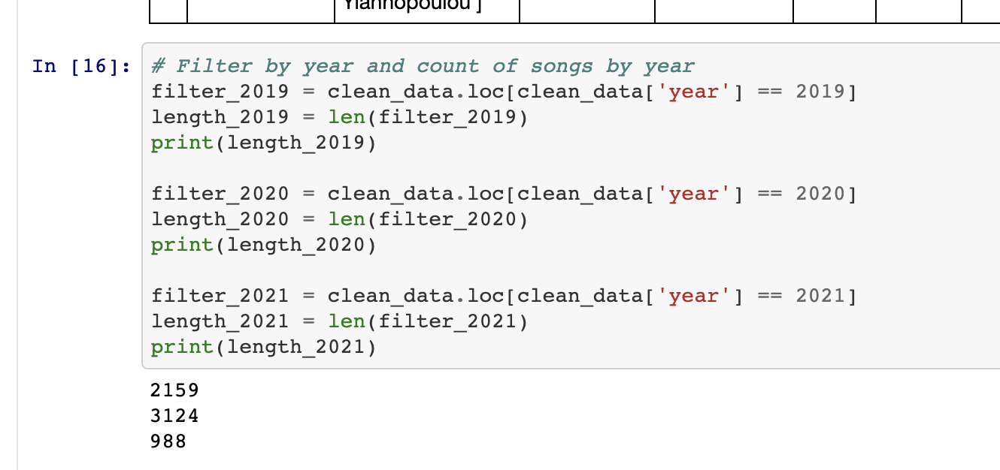 Yiannopoulou']
In [16]:
# Filter by year and count of songs by year
filter_2019 = clean_data.loc[clean_data['year'] == 2019]
length_2019 = len(filter_2019)
print(length_2019)
filter_2020 = clean_data.loc[clean_data['year'] == 2020]
length_2020 = len(filter_2020)
print(length_2020)
filter_2021 = clean_data.loc[clean_data['year'] == 2021]
length_2021 = len(filter_2021)
print(length_2021)
2159
3124
988